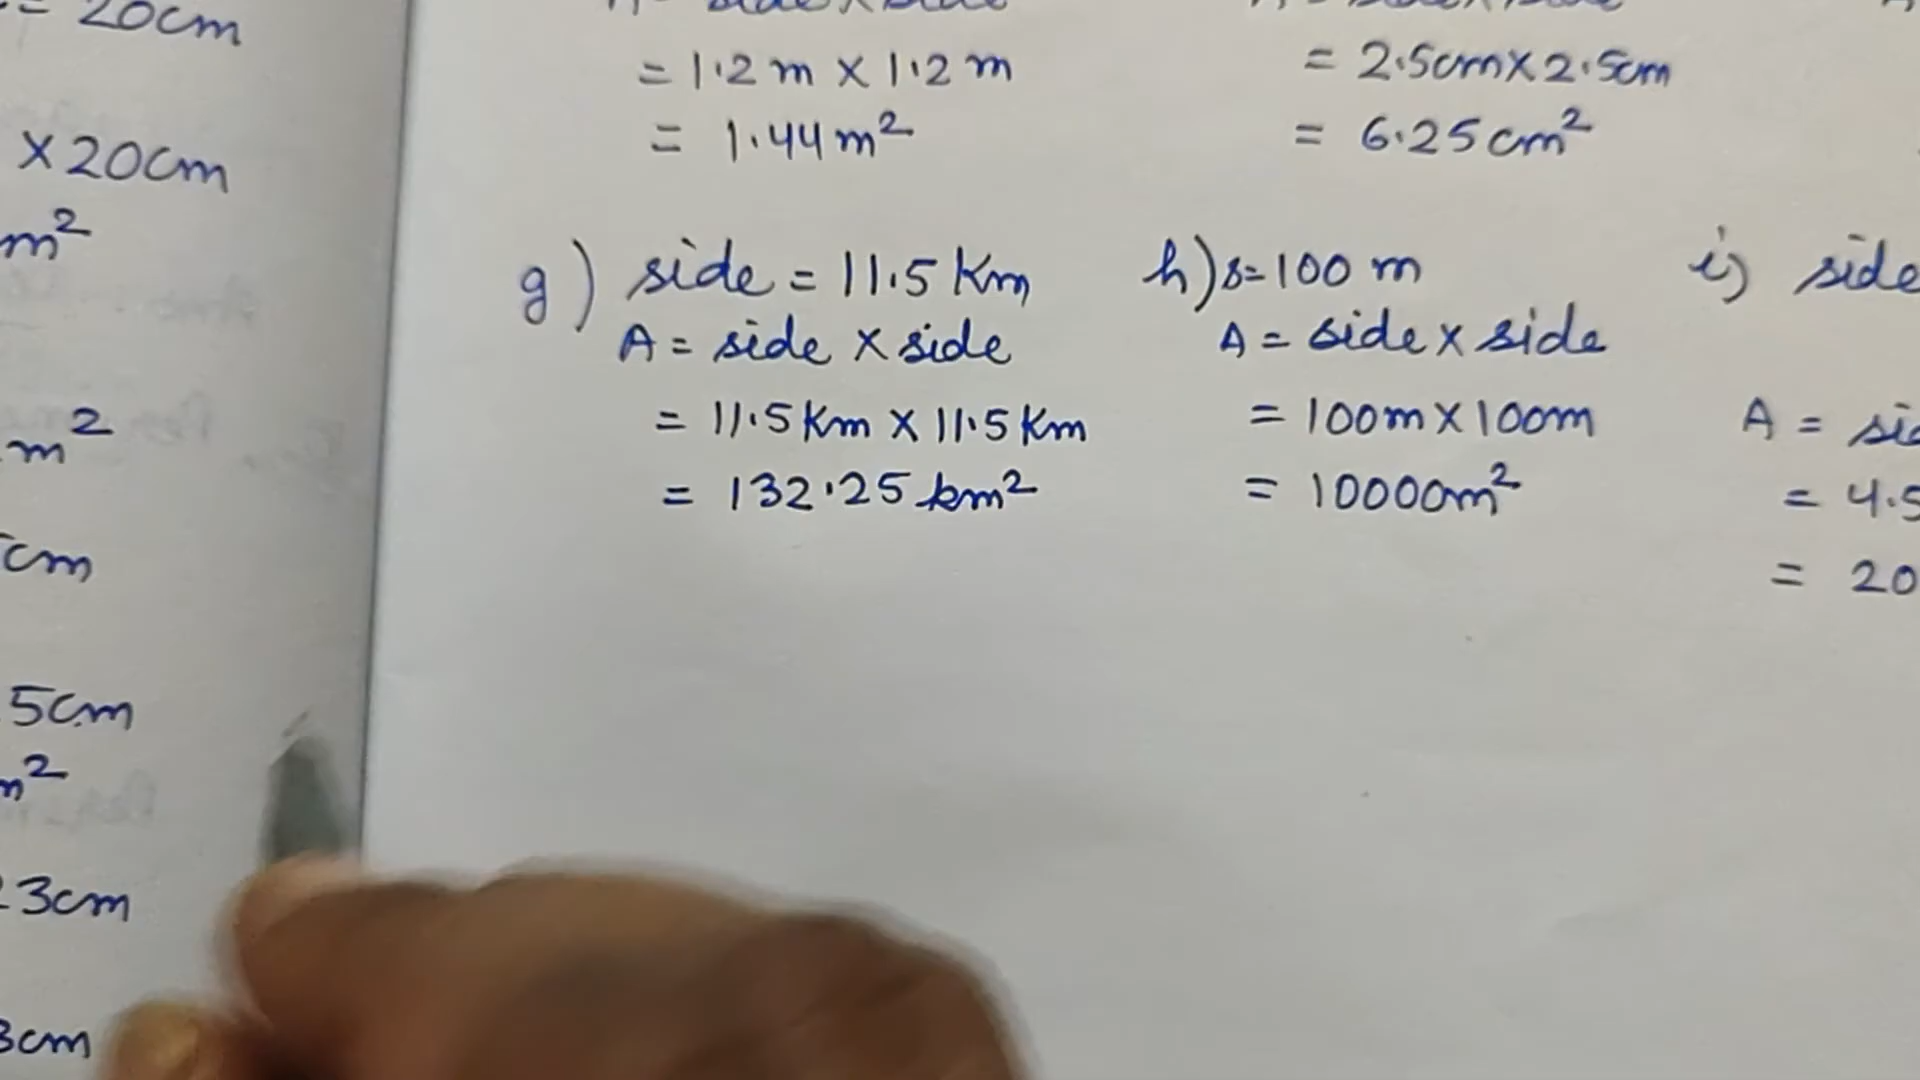 = 20cm
× 20cm
m²
m²
cm
5cm
m²
3cm
3cm
= 1.2 m × 1.2 m
= 1.44 m²
= 2.5cm × 2.5cm
= 6.25 cm²
g) side = 11.5 Km
A = side × side
= 11.5 Km × 11.5 Km
= 132.25 km²
h) s = 100 m
A = side × side
= 100m × 100m
= 10000m²
i) side
A = sid
= 4.5
= 20